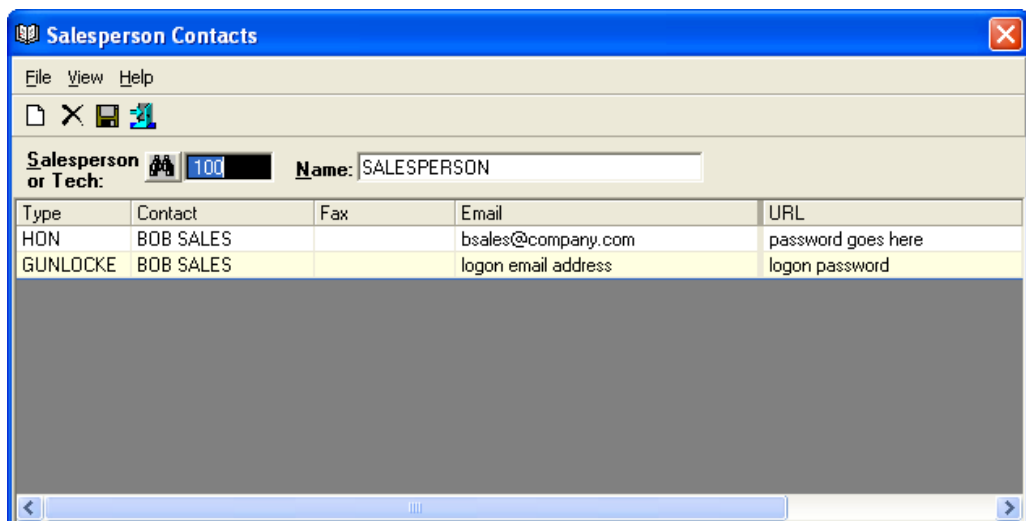 Salesperson Contacts
File View Help
Salesperson or Tech: 100 Name: SALESPERSON
Type Contact Fax Email URL
HON BOB SALES bsales@company.com password goes here
GUNLOCKE BOB SALES logon email address logon password